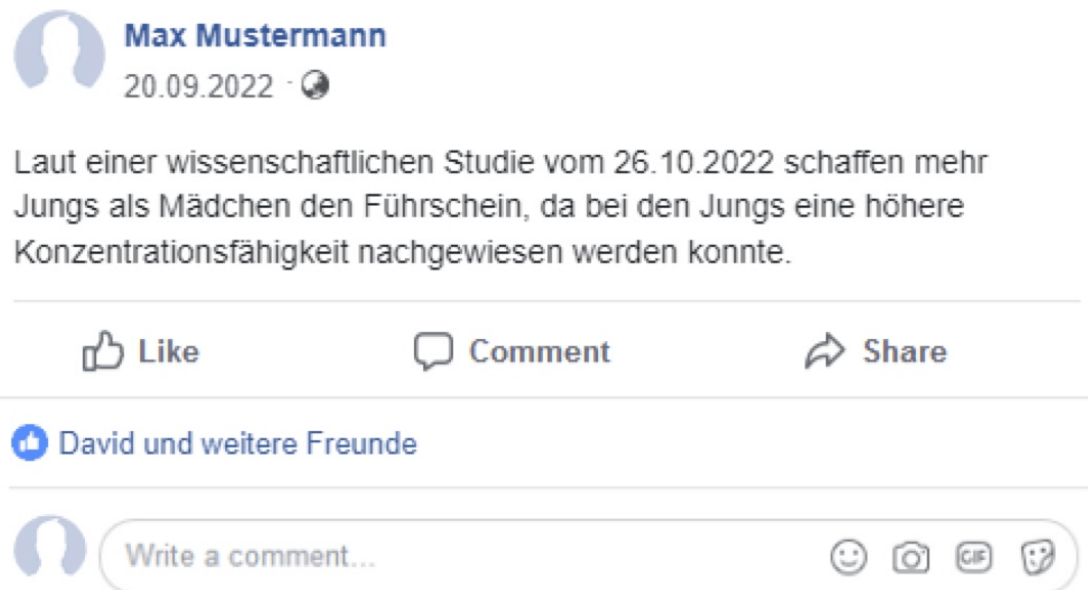 Max Mustermann
20.09.2022 ·
Laut einer wissenschaftlichen Studie vom 26.10.2022 schaffen mehr
Jungs als Mädchen den Führschein, da bei den Jungs eine höhere
Konzentrationsfähigkeit nachgewiesen werden konnte.
Like Comment Share
David und weitere Freunde
Write a comment... GIF